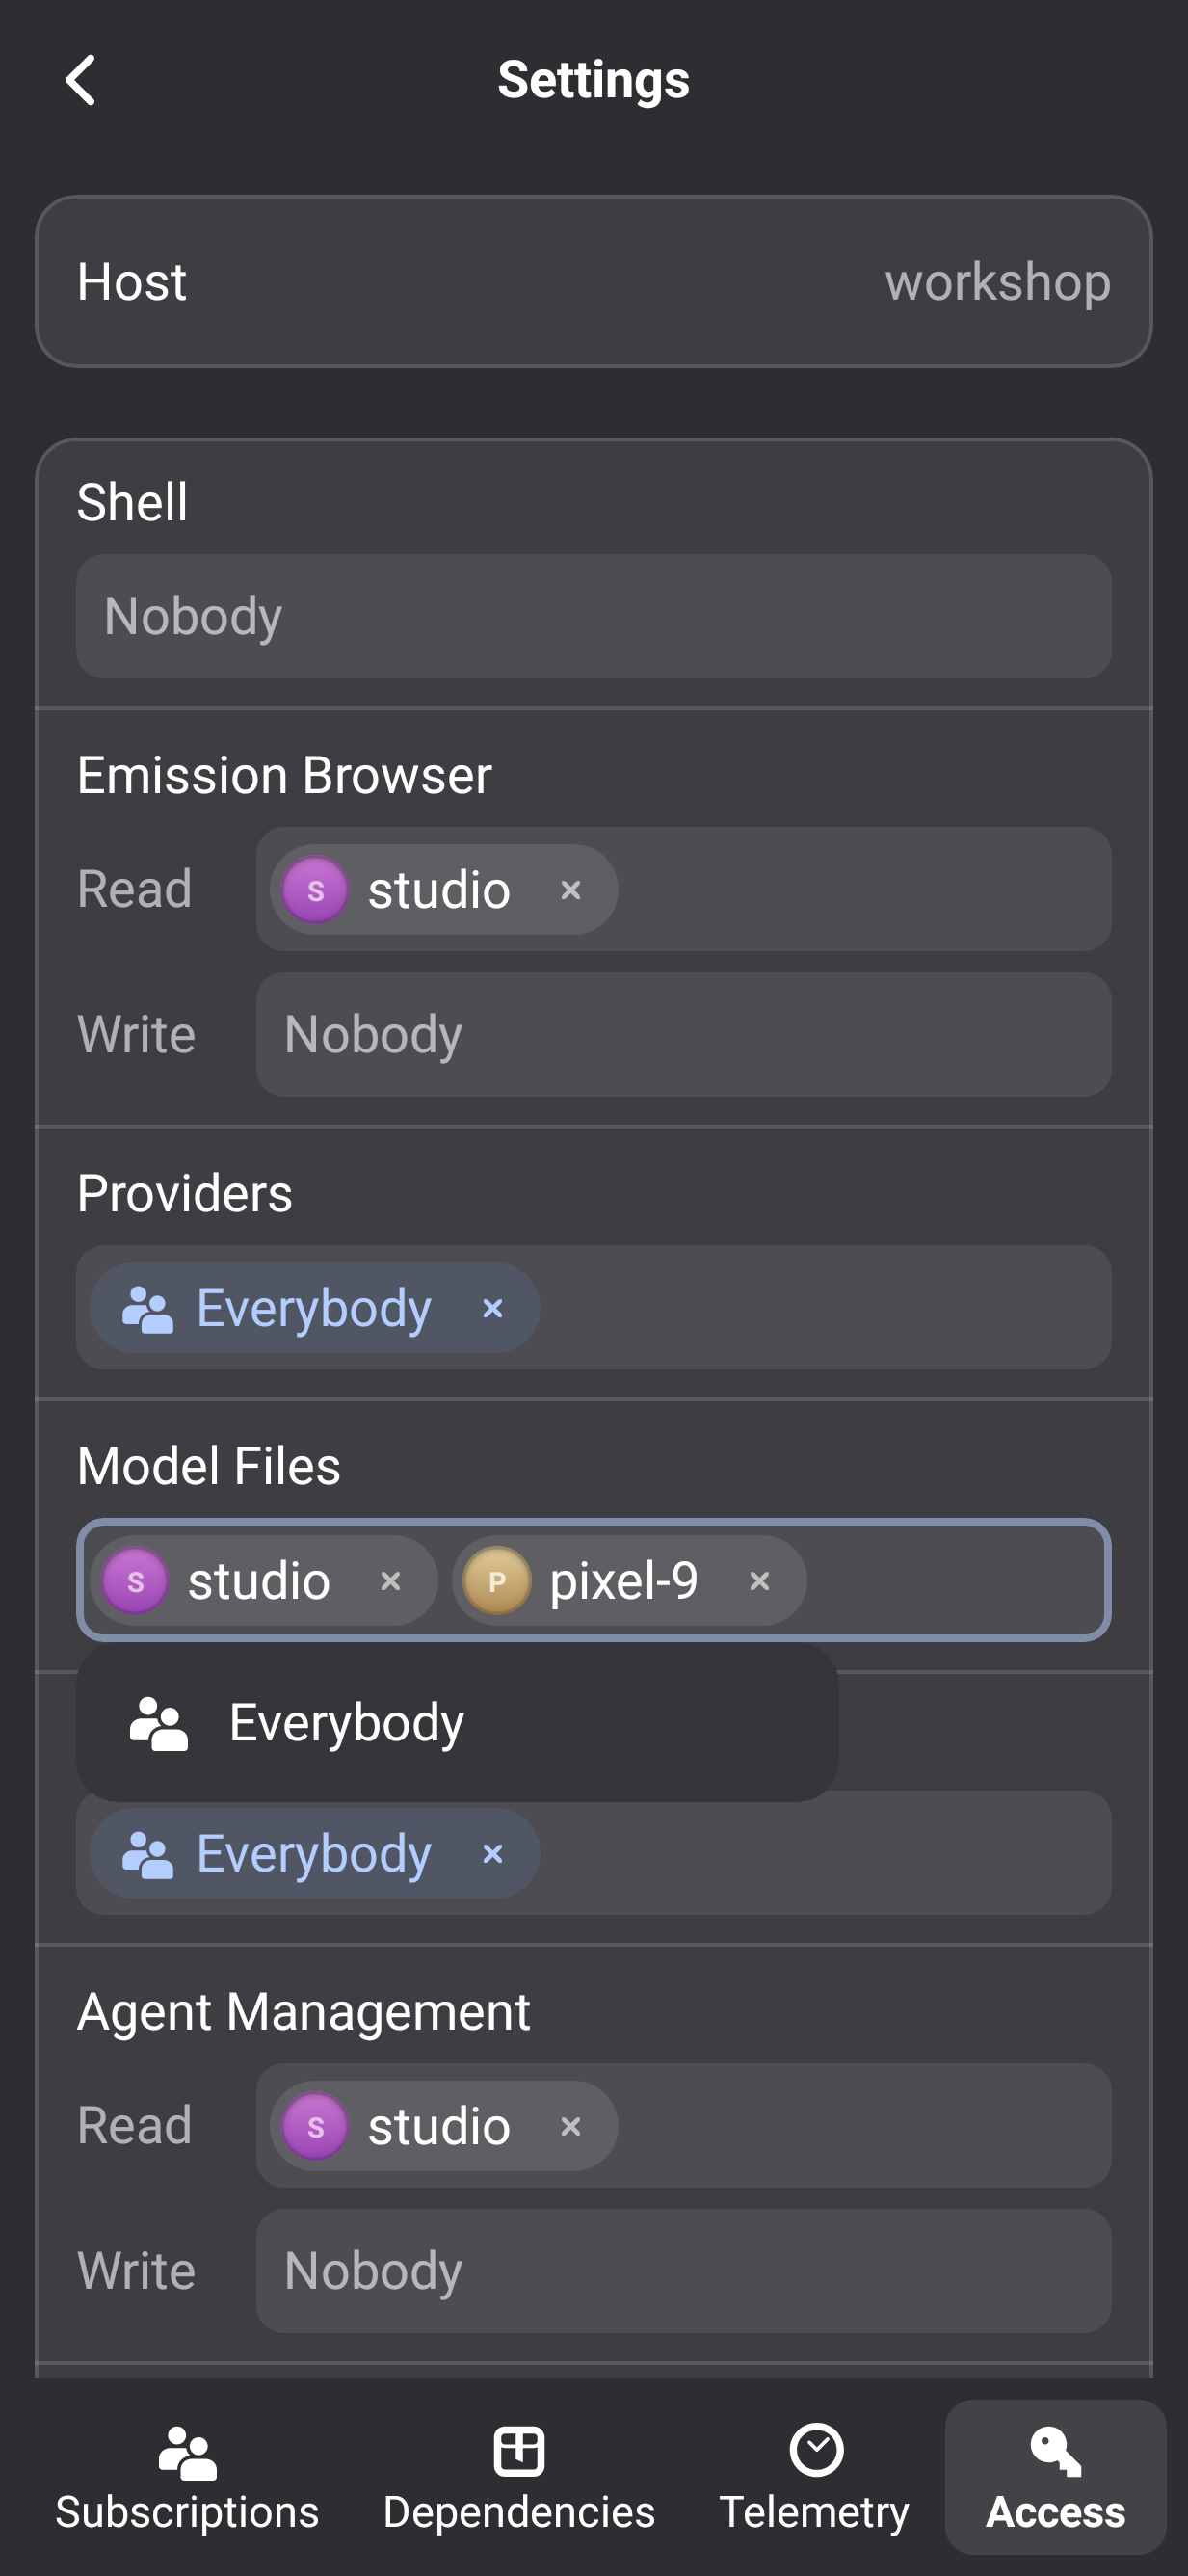 Settings
Host workshop
Shell
Nobody
Emission Browser
Read S studio ×
Write Nobody
Providers
Everybody ×
Model Files
S studio × P pixel-9 ×
Everybody
Everybody ×
Agent Management
Read S studio ×
Write Nobody
Subscriptions Dependencies Telemetry Access